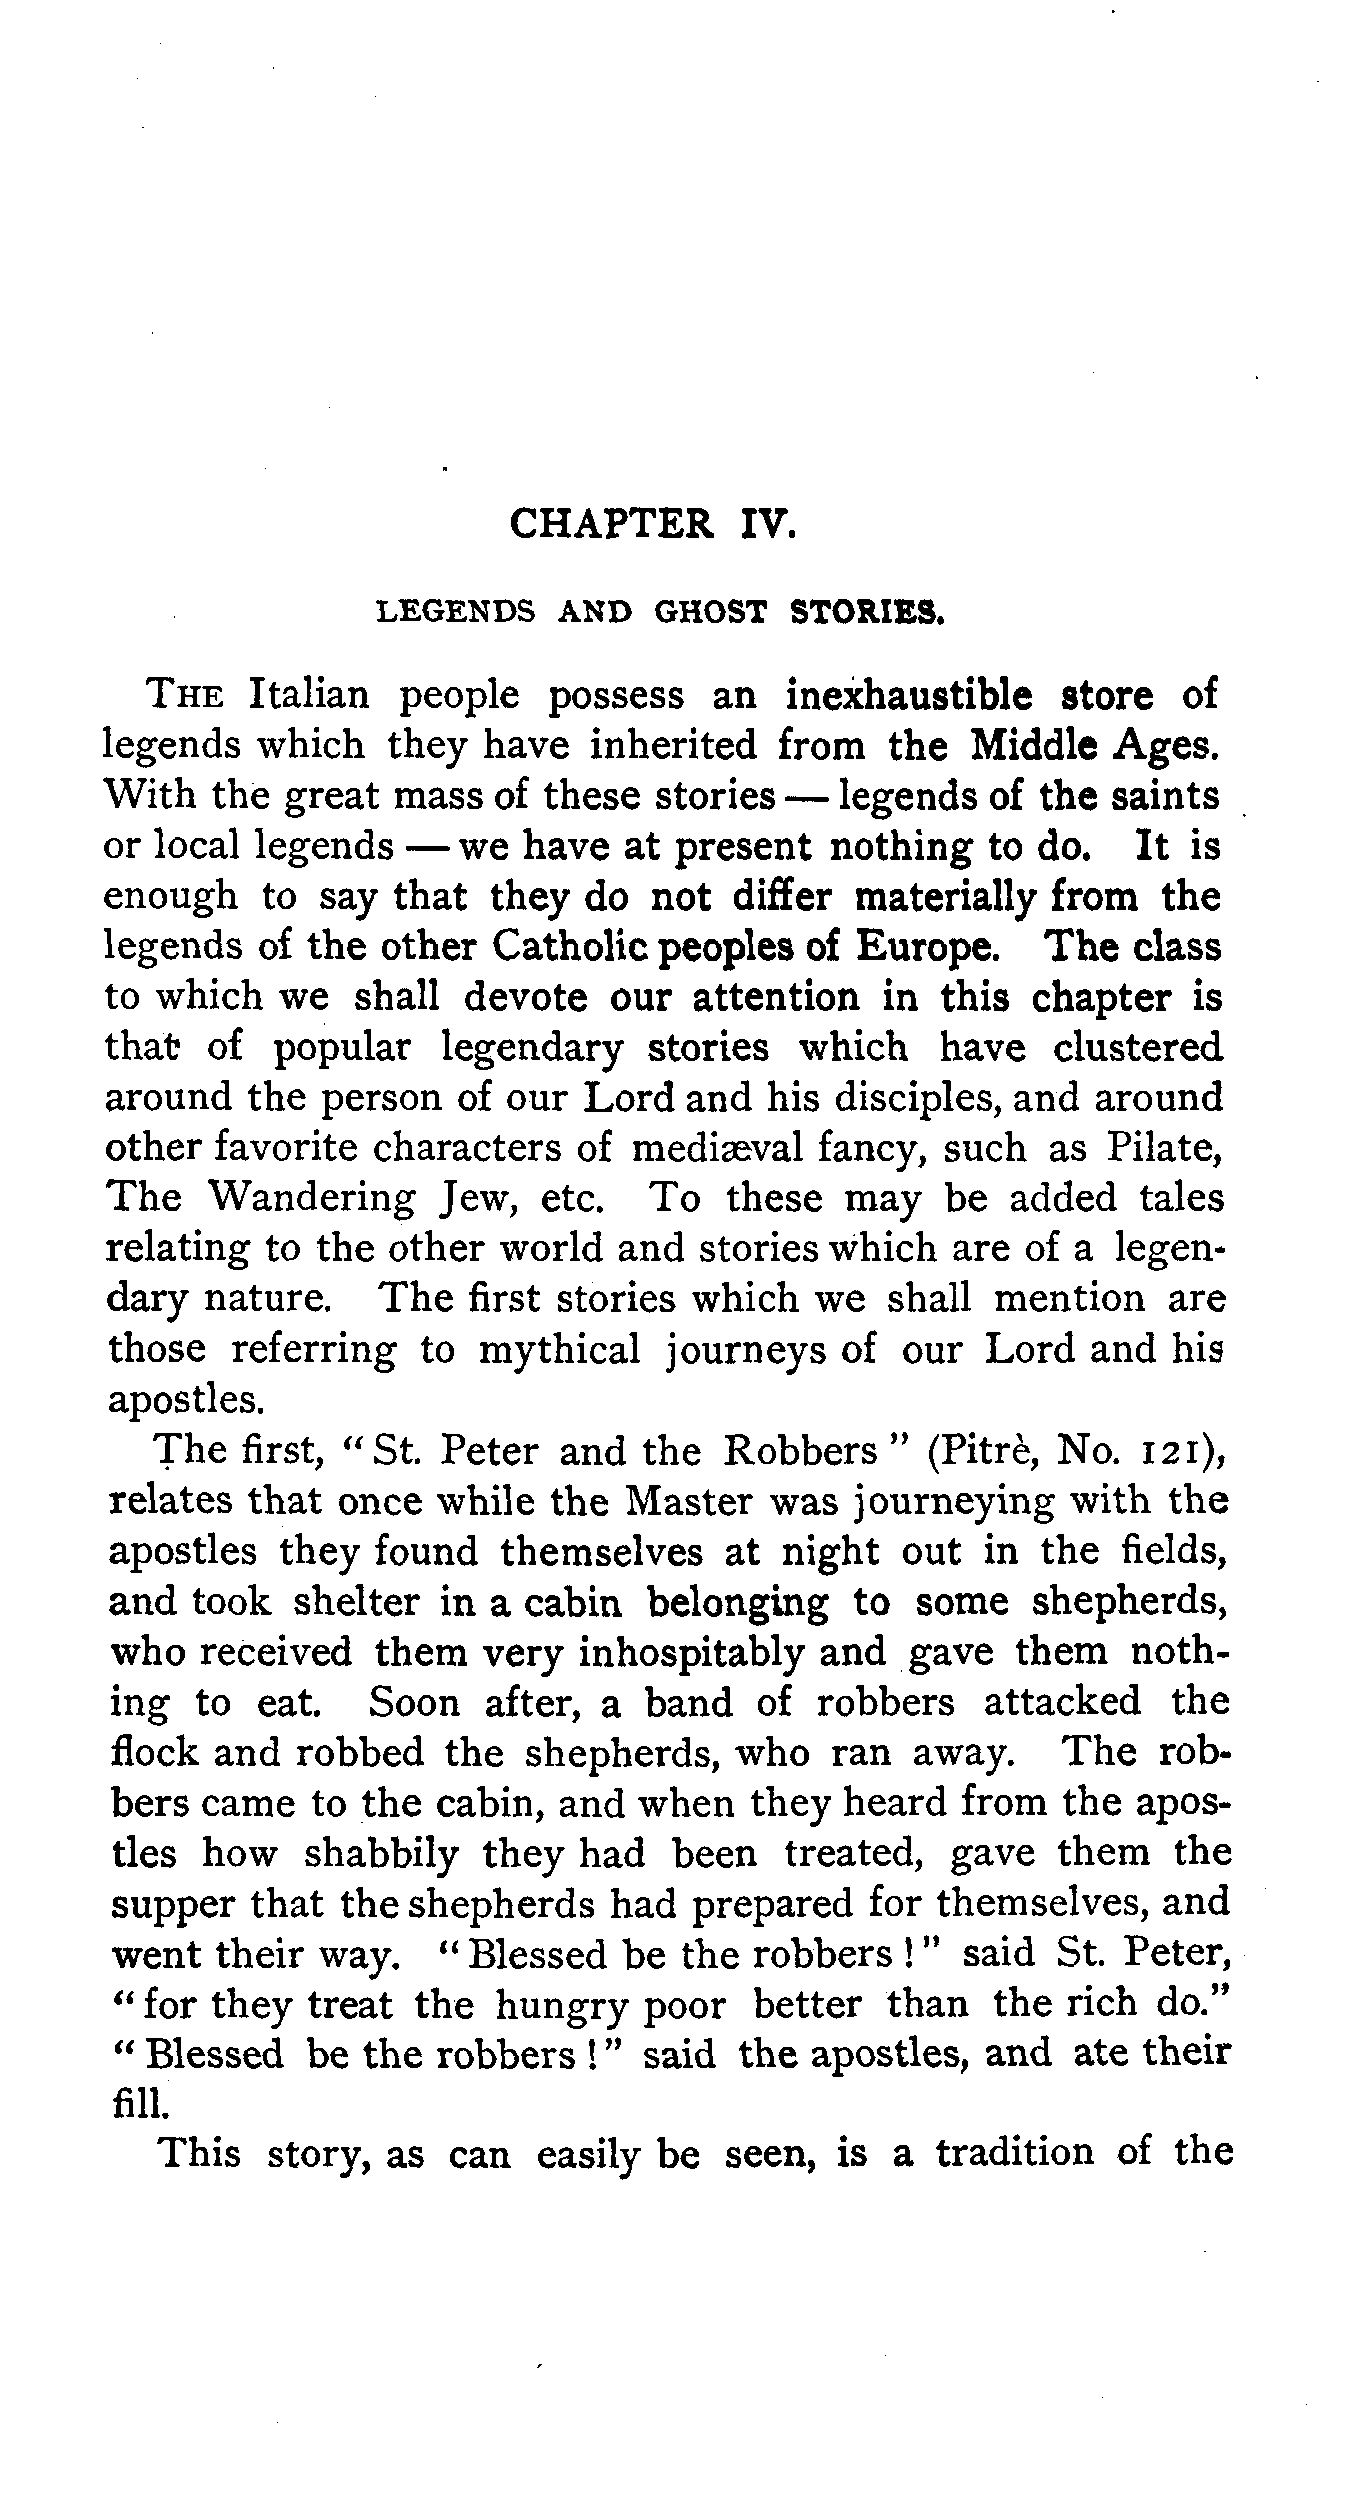 CHAPTER IV.
LEGENDS AND GHOST STORIES.
THE Italian people possess an inexhaustible store of
legends which they have inherited from the Middle Ages.
With the great mass of these stories — legends of the saints
or local legends — we have at present nothing to do. It is
enough to say that they do not differ materially from the
legends of the other Catholic peoples of Europe. The class
to which we shall devote our attention in this chapter is
that of popular legendary stories which have clustered
around the person of our Lord and his disciples, and around
other favorite characters of mediæval fancy, such as Pilate,
The Wandering Jew, etc. To these may be added tales
relating to the other world and stories which are of a legen-
dary nature. The first stories which we shall mention are
those referring to mythical journeys of our Lord and his
apostles.
The first, “ St. Peter and the Robbers ” (Pitrè, No. 121),
relates that once while the Master was journeying with the
apostles they found themselves at night out in the fields,
and took shelter in a cabin belonging to some shepherds,
who received them very inhospitably and gave them noth-
ing to eat. Soon after, a band of robbers attacked the
flock and robbed the shepherds, who ran away. The rob-
bers came to the cabin, and when they heard from the apos-
tles how shabbily they had been treated, gave them the
supper that the shepherds had prepared for themselves, and
went their way. “ Blessed be the robbers ! ” said St. Peter,
“ for they treat the hungry poor better than the rich do.”
“ Blessed be the robbers ! ” said the apostles, and ate their
fill.
This story, as can easily be seen, is a tradition of the